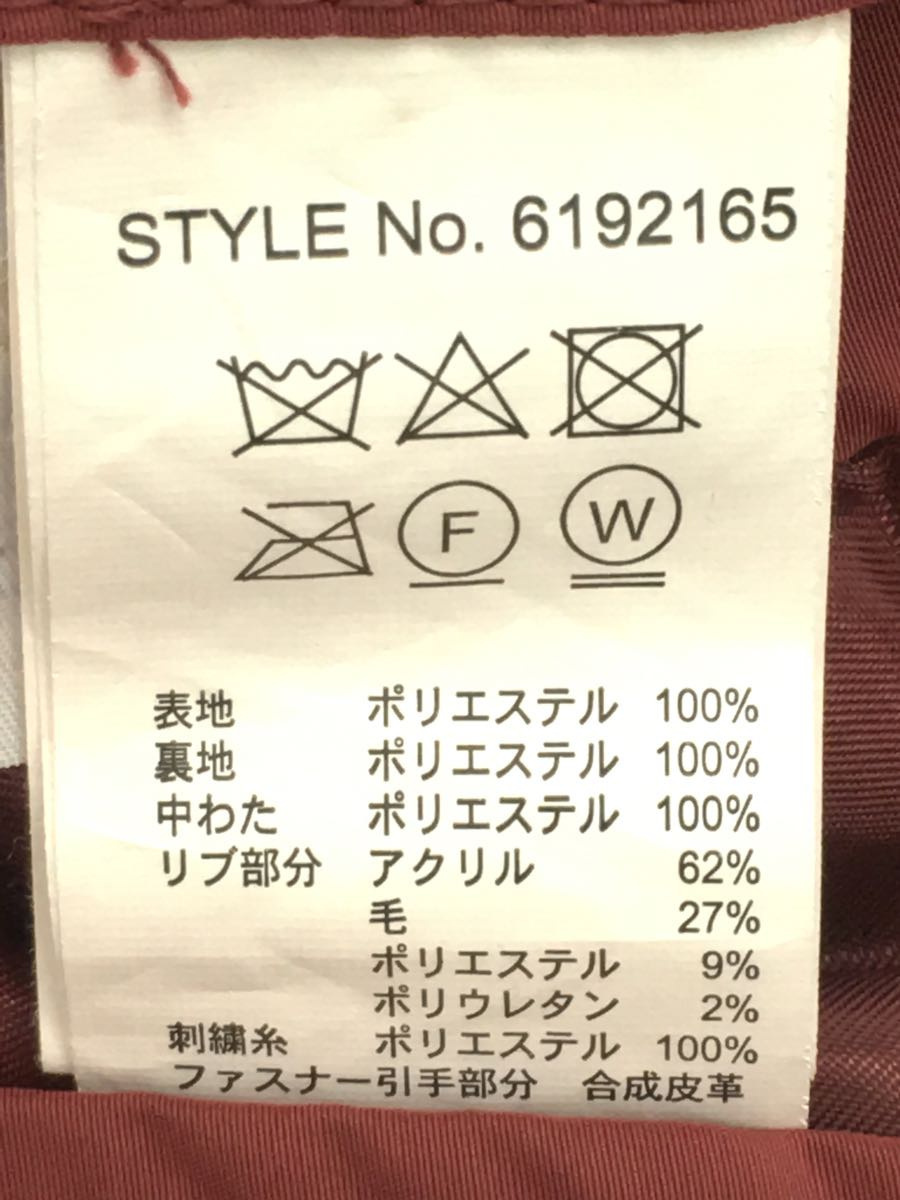 STYLE No. 6192165
F W
表地 ポリエステル 100%
裏地 ポリエステル 100%
中わた ポリエステル 100%
リブ部分 アクリル 62%
毛 27%
ポリエステル 9%
ポリウレタン 2%
刺繍糸 ポリエステル 100%
ファスナー引手部分 合成皮革